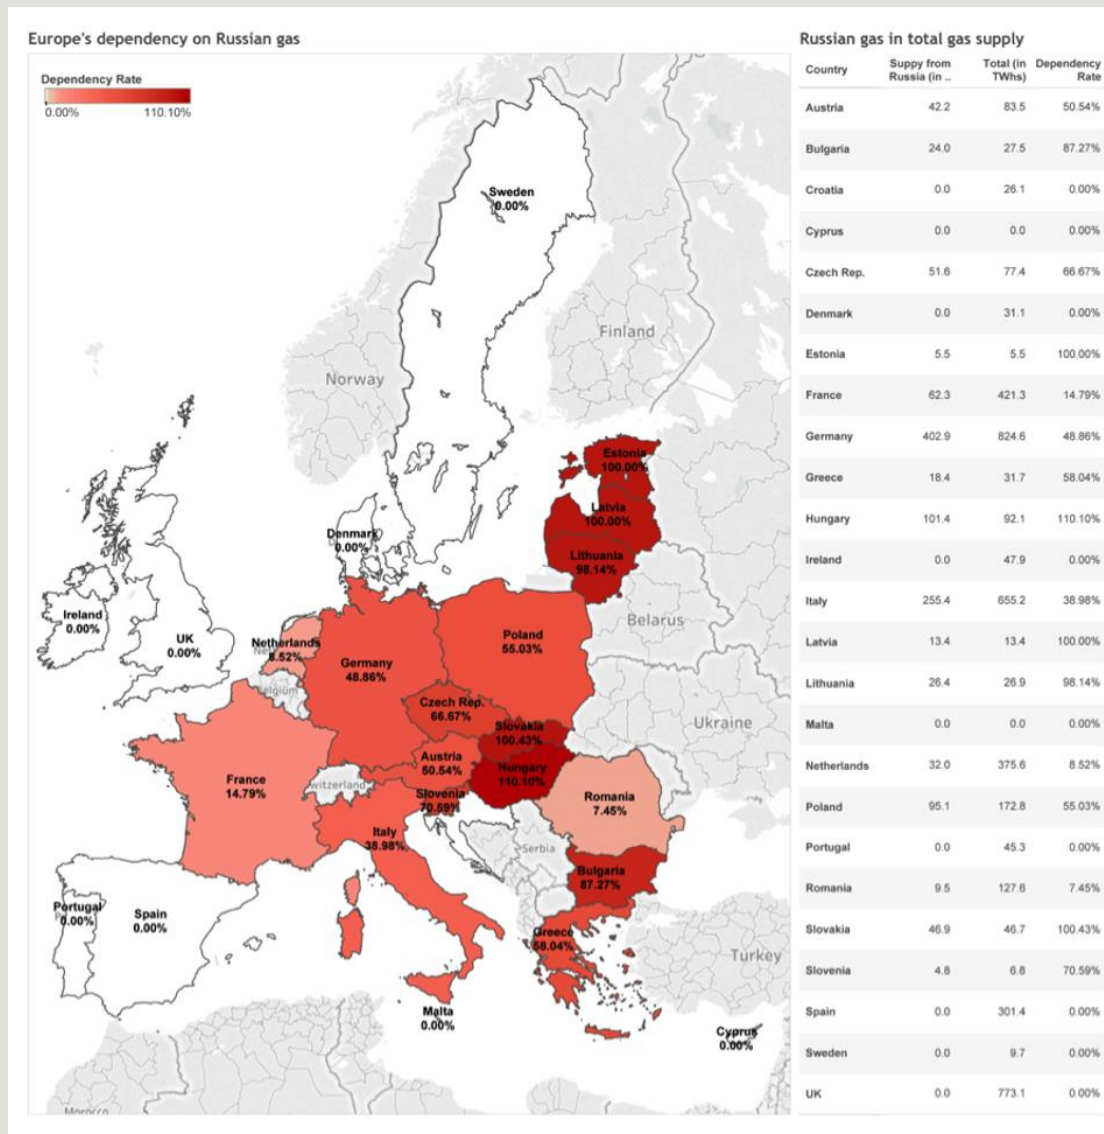 Europe's dependency on Russian gas
Dependency Rate
0.00% 110.10%
Sweden
0.00%
Finland
Norway
Estonia
100.00%
Latvia
100.00%
Denmark
0.00%
Lithuania
98.14%
Ireland
0.00%
UK
0.00%
Belarus
Netherlands
8.52%
Poland
55.03%
Germany
48.86%
Belgium
Czech Rep.
66.67%
Slovakia
100.43%
Ukraine
Austria
50.54%
Hungary
110.10%
France
14.79%
witzerland
Slovenia
70.59%
Romania
7.45%
Italy
38.98%
Serbia
Bulgaria
87.27%
Portugal
0.00%
Spain
0.00%
Greece
58.04%
Turkey
Malta
0.00%
Cyprus
0.00%
Morocco
Russian gas in total gas supply
Country Suppy from Russia (in .. Total (in TWhs) Dependency Rate
Austria 42.2 83.5 50.54%
Bulgaria 24.0 27.5 87.27%
Croatia 0.0 26.1 0.00%
Cyprus 0.0 0.0 0.00%
Czech Rep. 51.6 77.4 66.67%
Denmark 0.0 31.1 0.00%
Estonia 5.5 5.5 100.00%
France 62.3 421.3 14.79%
Germany 402.9 824.6 48.86%
Greece 18.4 31.7 58.04%
Hungary 101.4 92.1 110.10%
Ireland 0.0 47.9 0.00%
Italy 255.4 655.2 38.98%
Latvia 13.4 13.4 100.00%
Lithuania 26.4 26.9 98.14%
Malta 0.0 0.0 0.00%
Netherlands 32.0 375.6 8.52%
Poland 95.1 172.8 55.03%
Portugal 0.0 45.3 0.00%
Romania 9.5 127.6 7.45%
Slovakia 46.9 46.7 100.43%
Slovenia 4.8 6.8 70.59%
Spain 0.0 301.4 0.00%
Sweden 0.0 9.7 0.00%
UK 0.0 773.1 0.00%